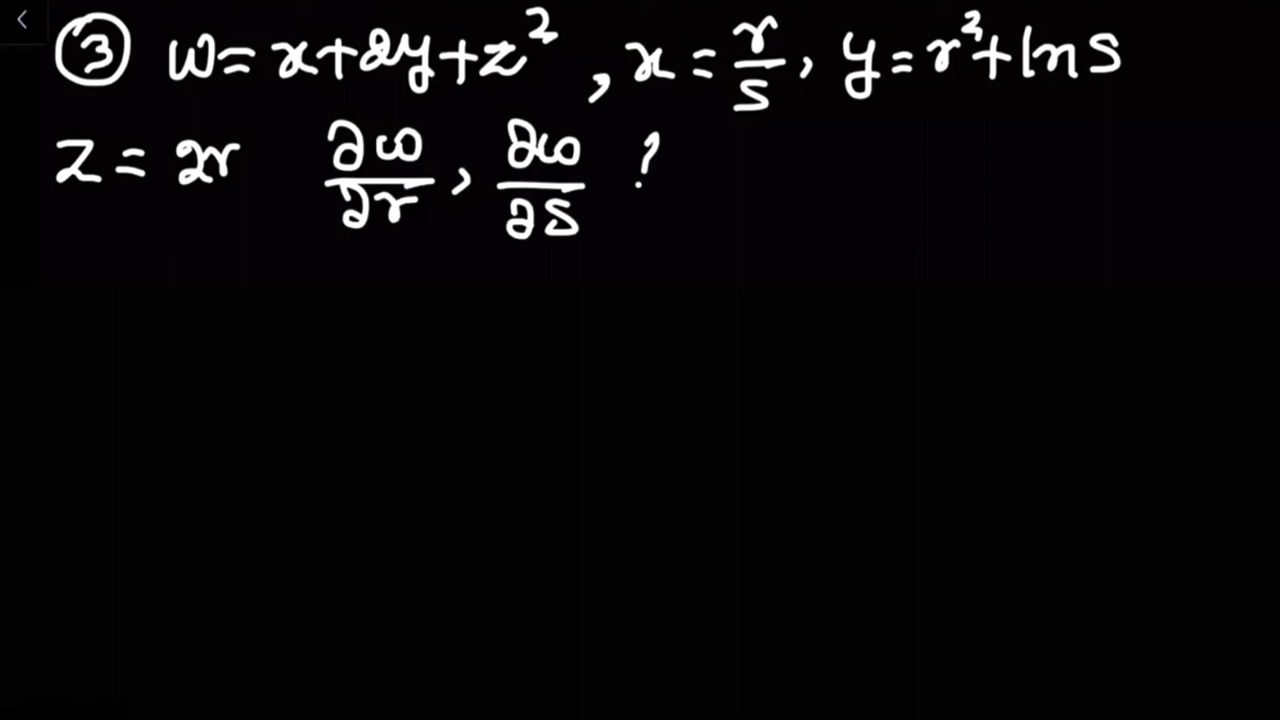 ③ w = x + 2y + z², x = r/s, y = r² + ln s
z = 2r ∂w/∂r, ∂w/∂s ?